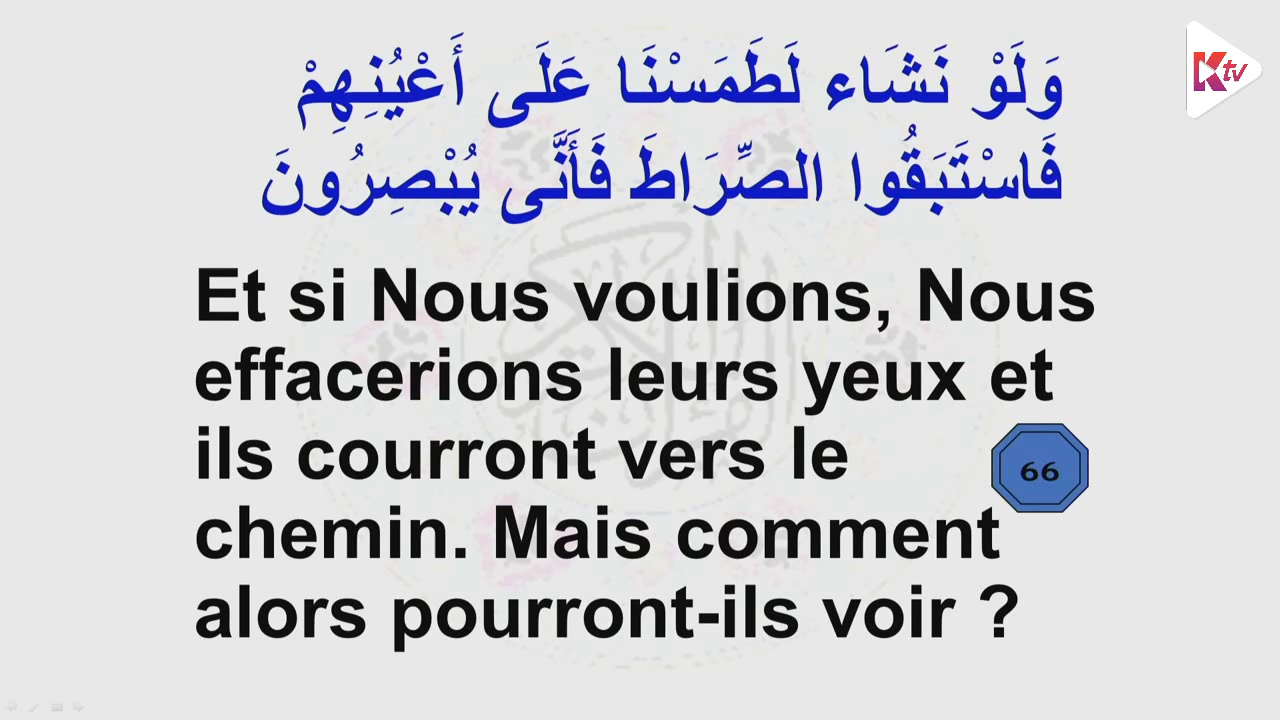 K tv
وَلَوْ نَشَاء لَطَمَسْنَا عَلَى أَعْيُنِهِمْ
فَاسْتَبَقُوا الصِّرَاطَ فَأَنَّى يُبْصِرُونَ
Et si Nous voulions, Nous
effacerions leurs yeux et
ils courront vers le
66
chemin. Mais comment
alors pourront-ils voir ?